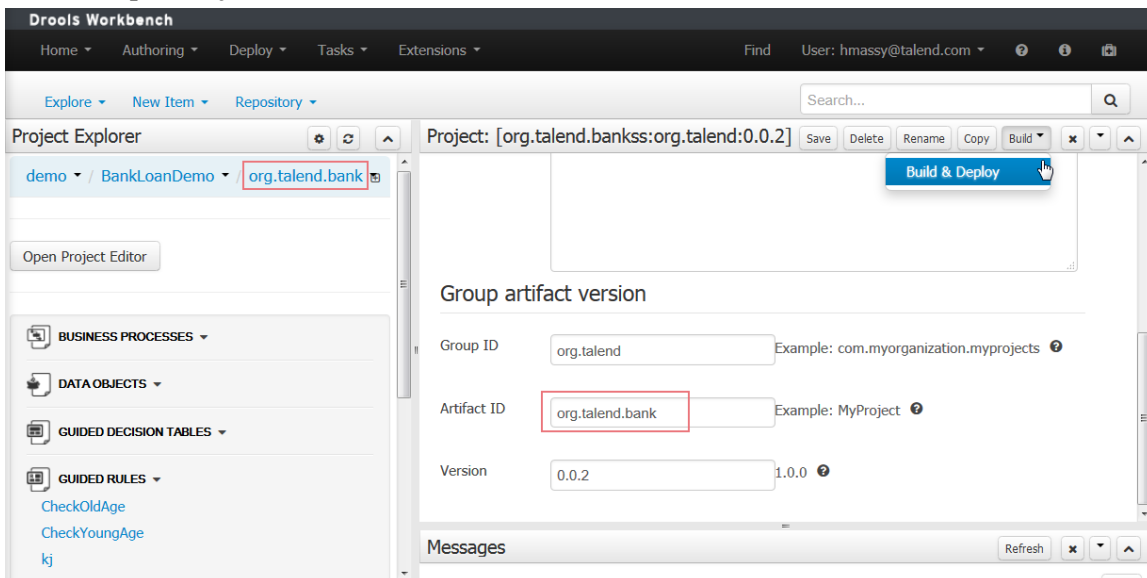 Drools Workbench
Home Authoring Deploy Tasks Extensions Find User: hmassy@talend.com
Explore New Item Repository Search...
Project Explorer
demo / BankLoanDemo / org.talend.bank
Open Project Editor
BUSINESS PROCESSES
DATA OBJECTS
GUIDED DECISION TABLES
GUIDED RULES
CheckOldAge
CheckYoungAge
kj
Project: [org.talend.bankss:org.talend:0.0.2] Save Delete Rename Copy Build
Build & Deploy
Group artifact version
Group ID org.talend Example: com.myorganization.myprojects
Artifact ID org.talend.bank Example: MyProject
Version 0.0.2 1.0.0
Messages Refresh